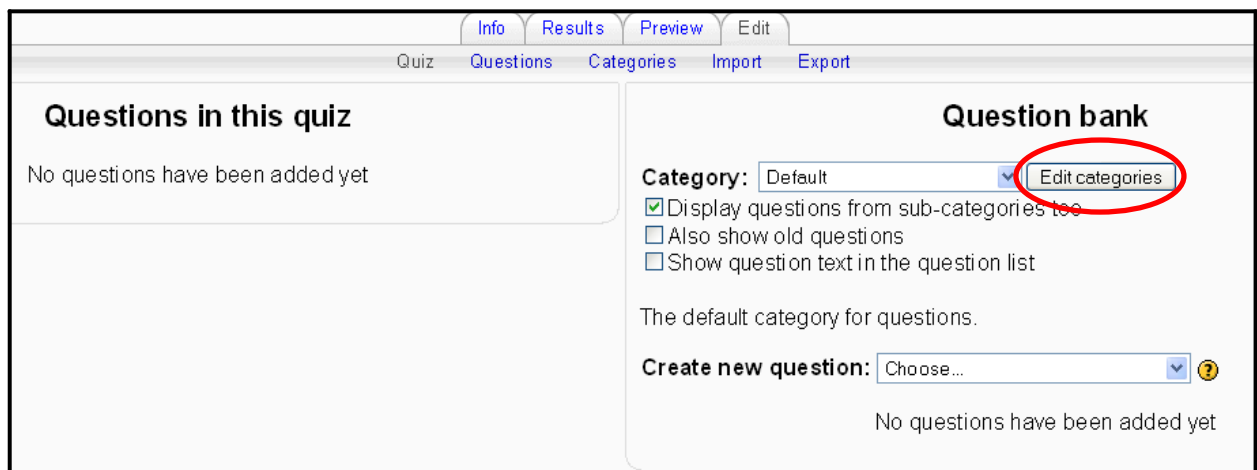 Info Results Preview Edit
Quiz Questions Categories Import Export
Questions in this quiz
No questions have been added yet
Question bank
Category: Default Edit categories
Display questions from sub-categories too
Also show old questions
Show question text in the question list
The default category for questions.
Create new question: Choose... ?
No questions have been added yet